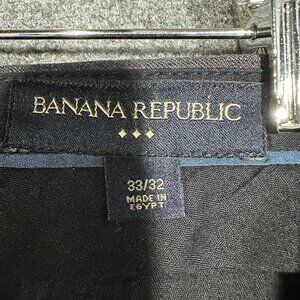 BANANA REPUBLIC
33/32
MADE IN
EGYPT